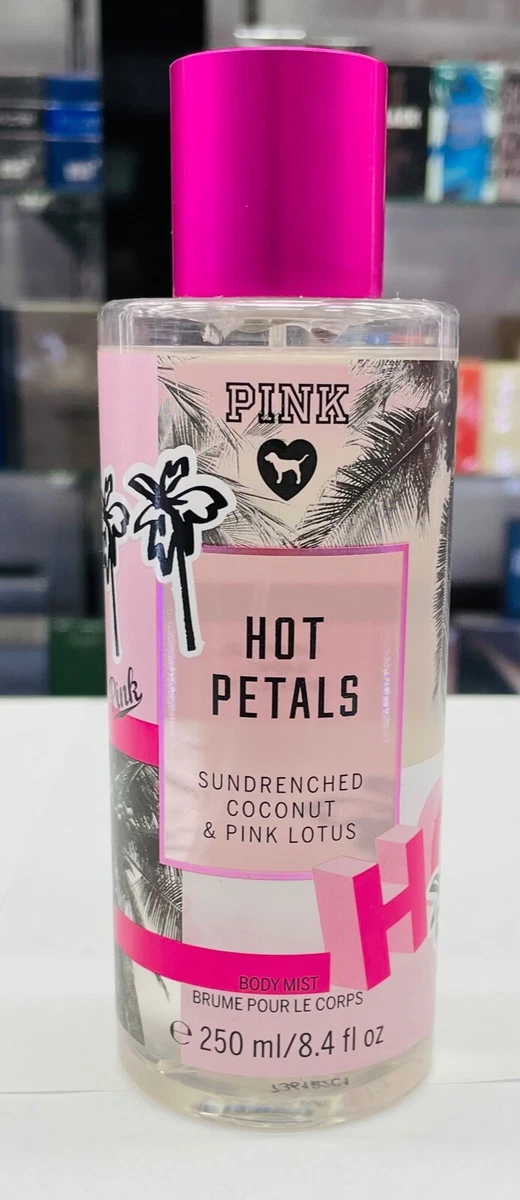 PINK
HOT
PETALS
Pink
SUNDRENCHED
COCONUT
& PINK LOTUS
H
BODY MIST
BRUME POUR LE CORPS
℮ 250 ml/8.4 fl oz